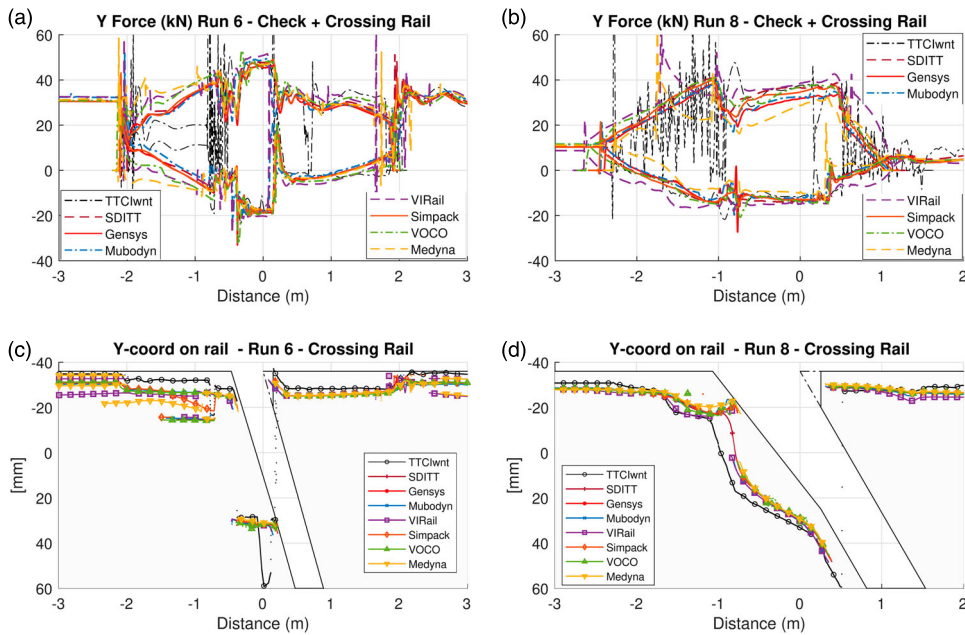 (a)
Y Force (kN) Run 6 - Check + Crossing Rail
60
40
20
0
-20
-40
-3 -2 -1 0 1 2 3
Distance (m)
TTCIwnt
SDITT
Gensys
Mubodyn
VIRail
Simpack
VOCO
Medyna
(b)
Y Force (kN) Run 8 - Check + Crossing Rail
60
40
20
0
-20
-40
-3 -2 -1 0 1 2
Distance (m)
TTCIwnt
SDITT
Gensys
Mubodyn
VIRail
Simpack
VOCO
Medyna
(c)
Y-coord on rail - Run 6 - Crossing Rail
-40
-20
0
20
40
60
[mm]
-3 -2 -1 0 1 2 3
Distance (m)
TTCIwnt
SDITT
Gensys
Mubodyn
VIRail
Simpack
VOCO
Medyna
(d)
Y-coord on rail - Run 8 - Crossing Rail
-40
-20
0
20
40
60
[mm]
-3 -2 -1 0 1 2
Distance (m)
TTCIwnt
SDITT
Gensys
Mubodyn
VIRail
Simpack
VOCO
Medyna